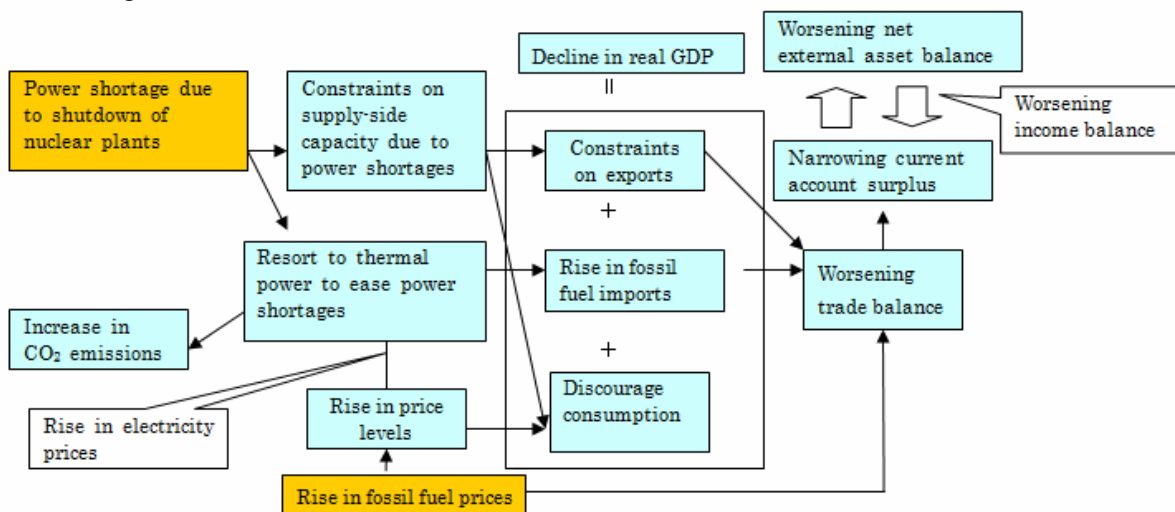 Decline in real GDP
=
Worsening net
external asset balance
Power shortage due
to shutdown of
nuclear plants
Constraints on
supply-side
capacity due to
power shortages
Worsening
income balance
Constraints
on exports
Narrowing current
account surplus
+
Resort to thermal
power to ease power
shortages
Rise in fossil
fuel imports
Worsening
trade balance
Increase in
CO₂ emissions
+
Discourage
consumption
Rise in price
levels
Rise in electricity
prices
Rise in fossil fuel prices